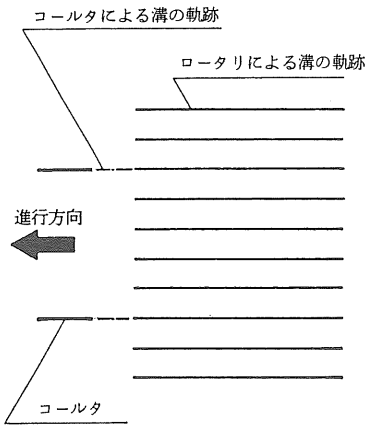 コールタによる溝の軌跡
ロータリによる溝の軌跡
進行方向
コールタ